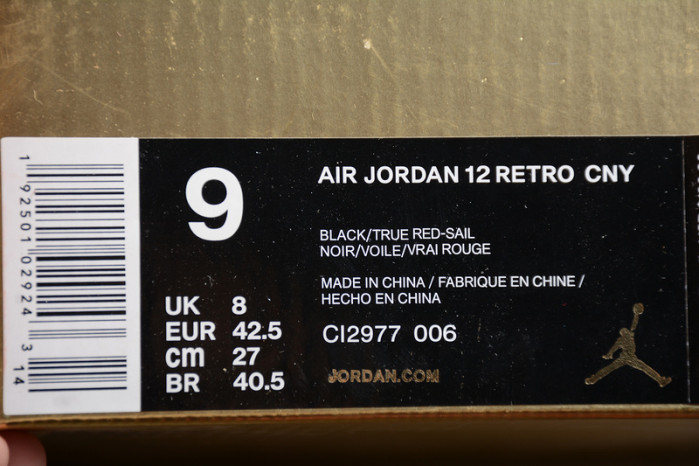 1 92501 02924 3 14
9
AIR JORDAN 12 RETRO CNY
BLACK/TRUE RED-SAIL
NOIR/VOILE/VRAI ROUGE
MADE IN CHINA / FABRIQUE EN CHINE /
HECHO EN CHINA
UK 8
EUR 42.5
cm 27
BR 40.5
CI2977 006
JORDAN.COM